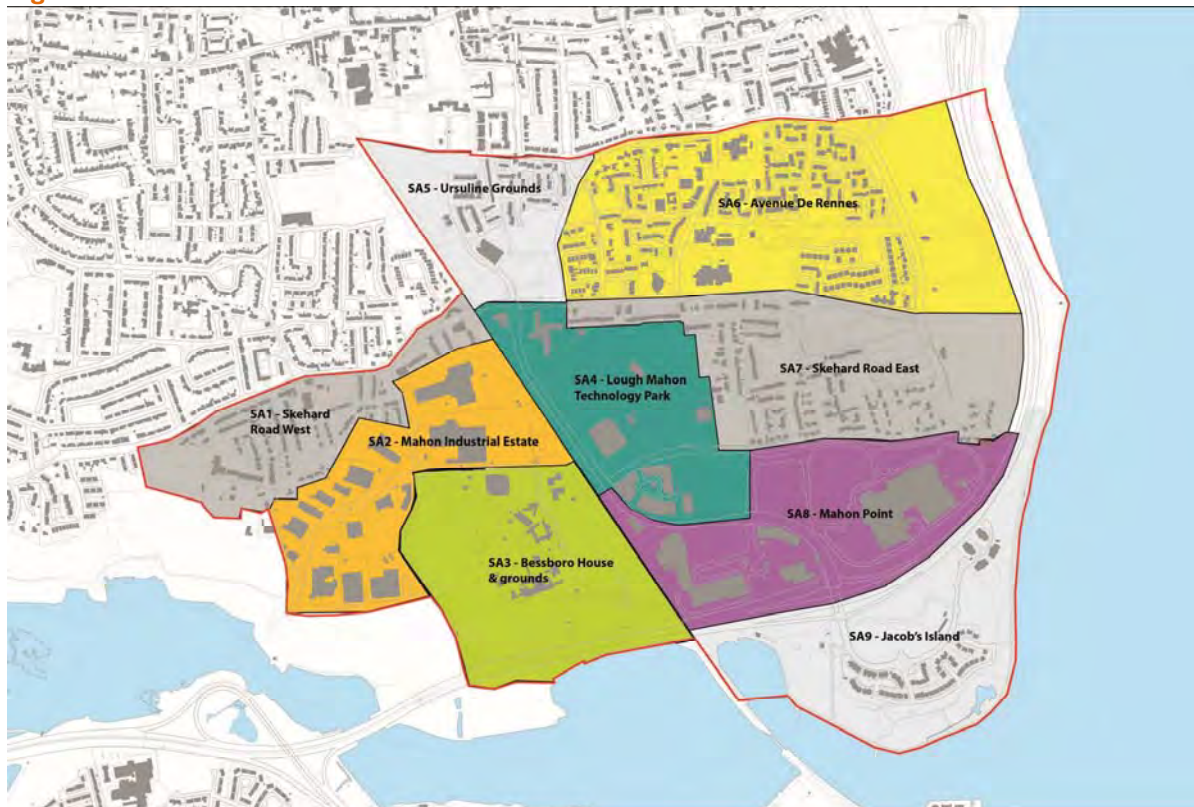 SA5 - Ursuline Grounds
SA6 - Avenue De Rennes
SA7 - Skehard Road East
SA4 - Lough Mahon
Technology Park
SA1 - Skehard
Road West
SA2 - Mahon Industrial Estate
SA8 - Mahon Point
SA3 - Bessboro House
& grounds
SA9 - Jacob's Island